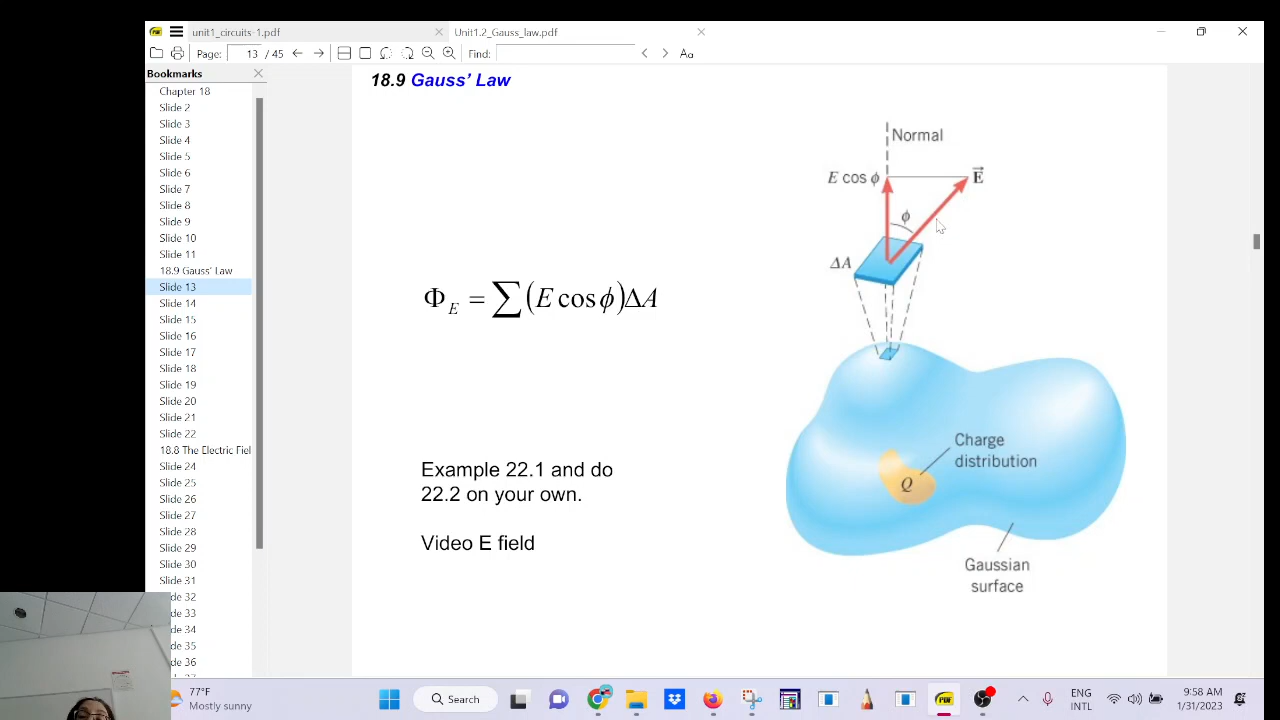 unit1_circuits-1.pdf
Unit1.2_Gauss_law.pdf
Page: 13 / 45 Find: Aa
Bookmarks
Chapter 18
Slide 2
Slide 3
Slide 4
Slide 5
Slide 6
Slide 7
Slide 8
Slide 9
Slide 10
Slide 11
18.9 Gauss' Law
Slide 13
Slide 14
Slide 15
Slide 16
Slide 17
Slide 18
Slide 19
Slide 20
Slide 21
Slide 22
18.8 The Electric Fiel
Slide 24
Slide 25
Slide 26
Slide 27
Slide 28
Slide 29
Slide 30
Slide 31
32
33
34
35
36
18.9 Gauss' Law
Normal
E cos ϕ
E⃗
ϕ
ΔA
Φ_E = ∑(E cos ϕ)ΔA
Charge
distribution
Q
Gaussian
surface
Example 22.1 and do
22.2 on your own.
Video E field
77°F
Mostly sunny
Search
ENG
INTL
9:58 AM
1/31/2023